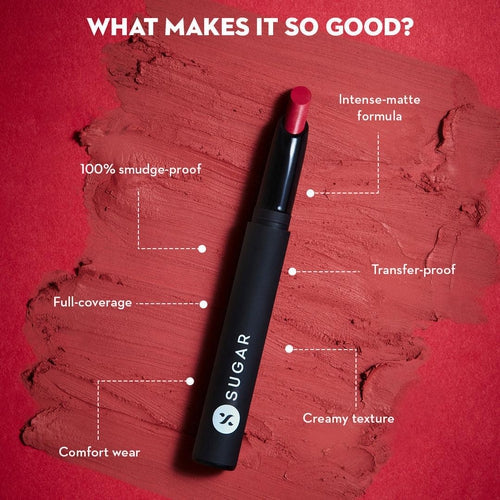 WHAT MAKES IT SO GOOD?
Intense-matte
formula
100% smudge-proof
Transfer-proof
Full-coverage
SUGAR
Creamy texture
Comfort wear